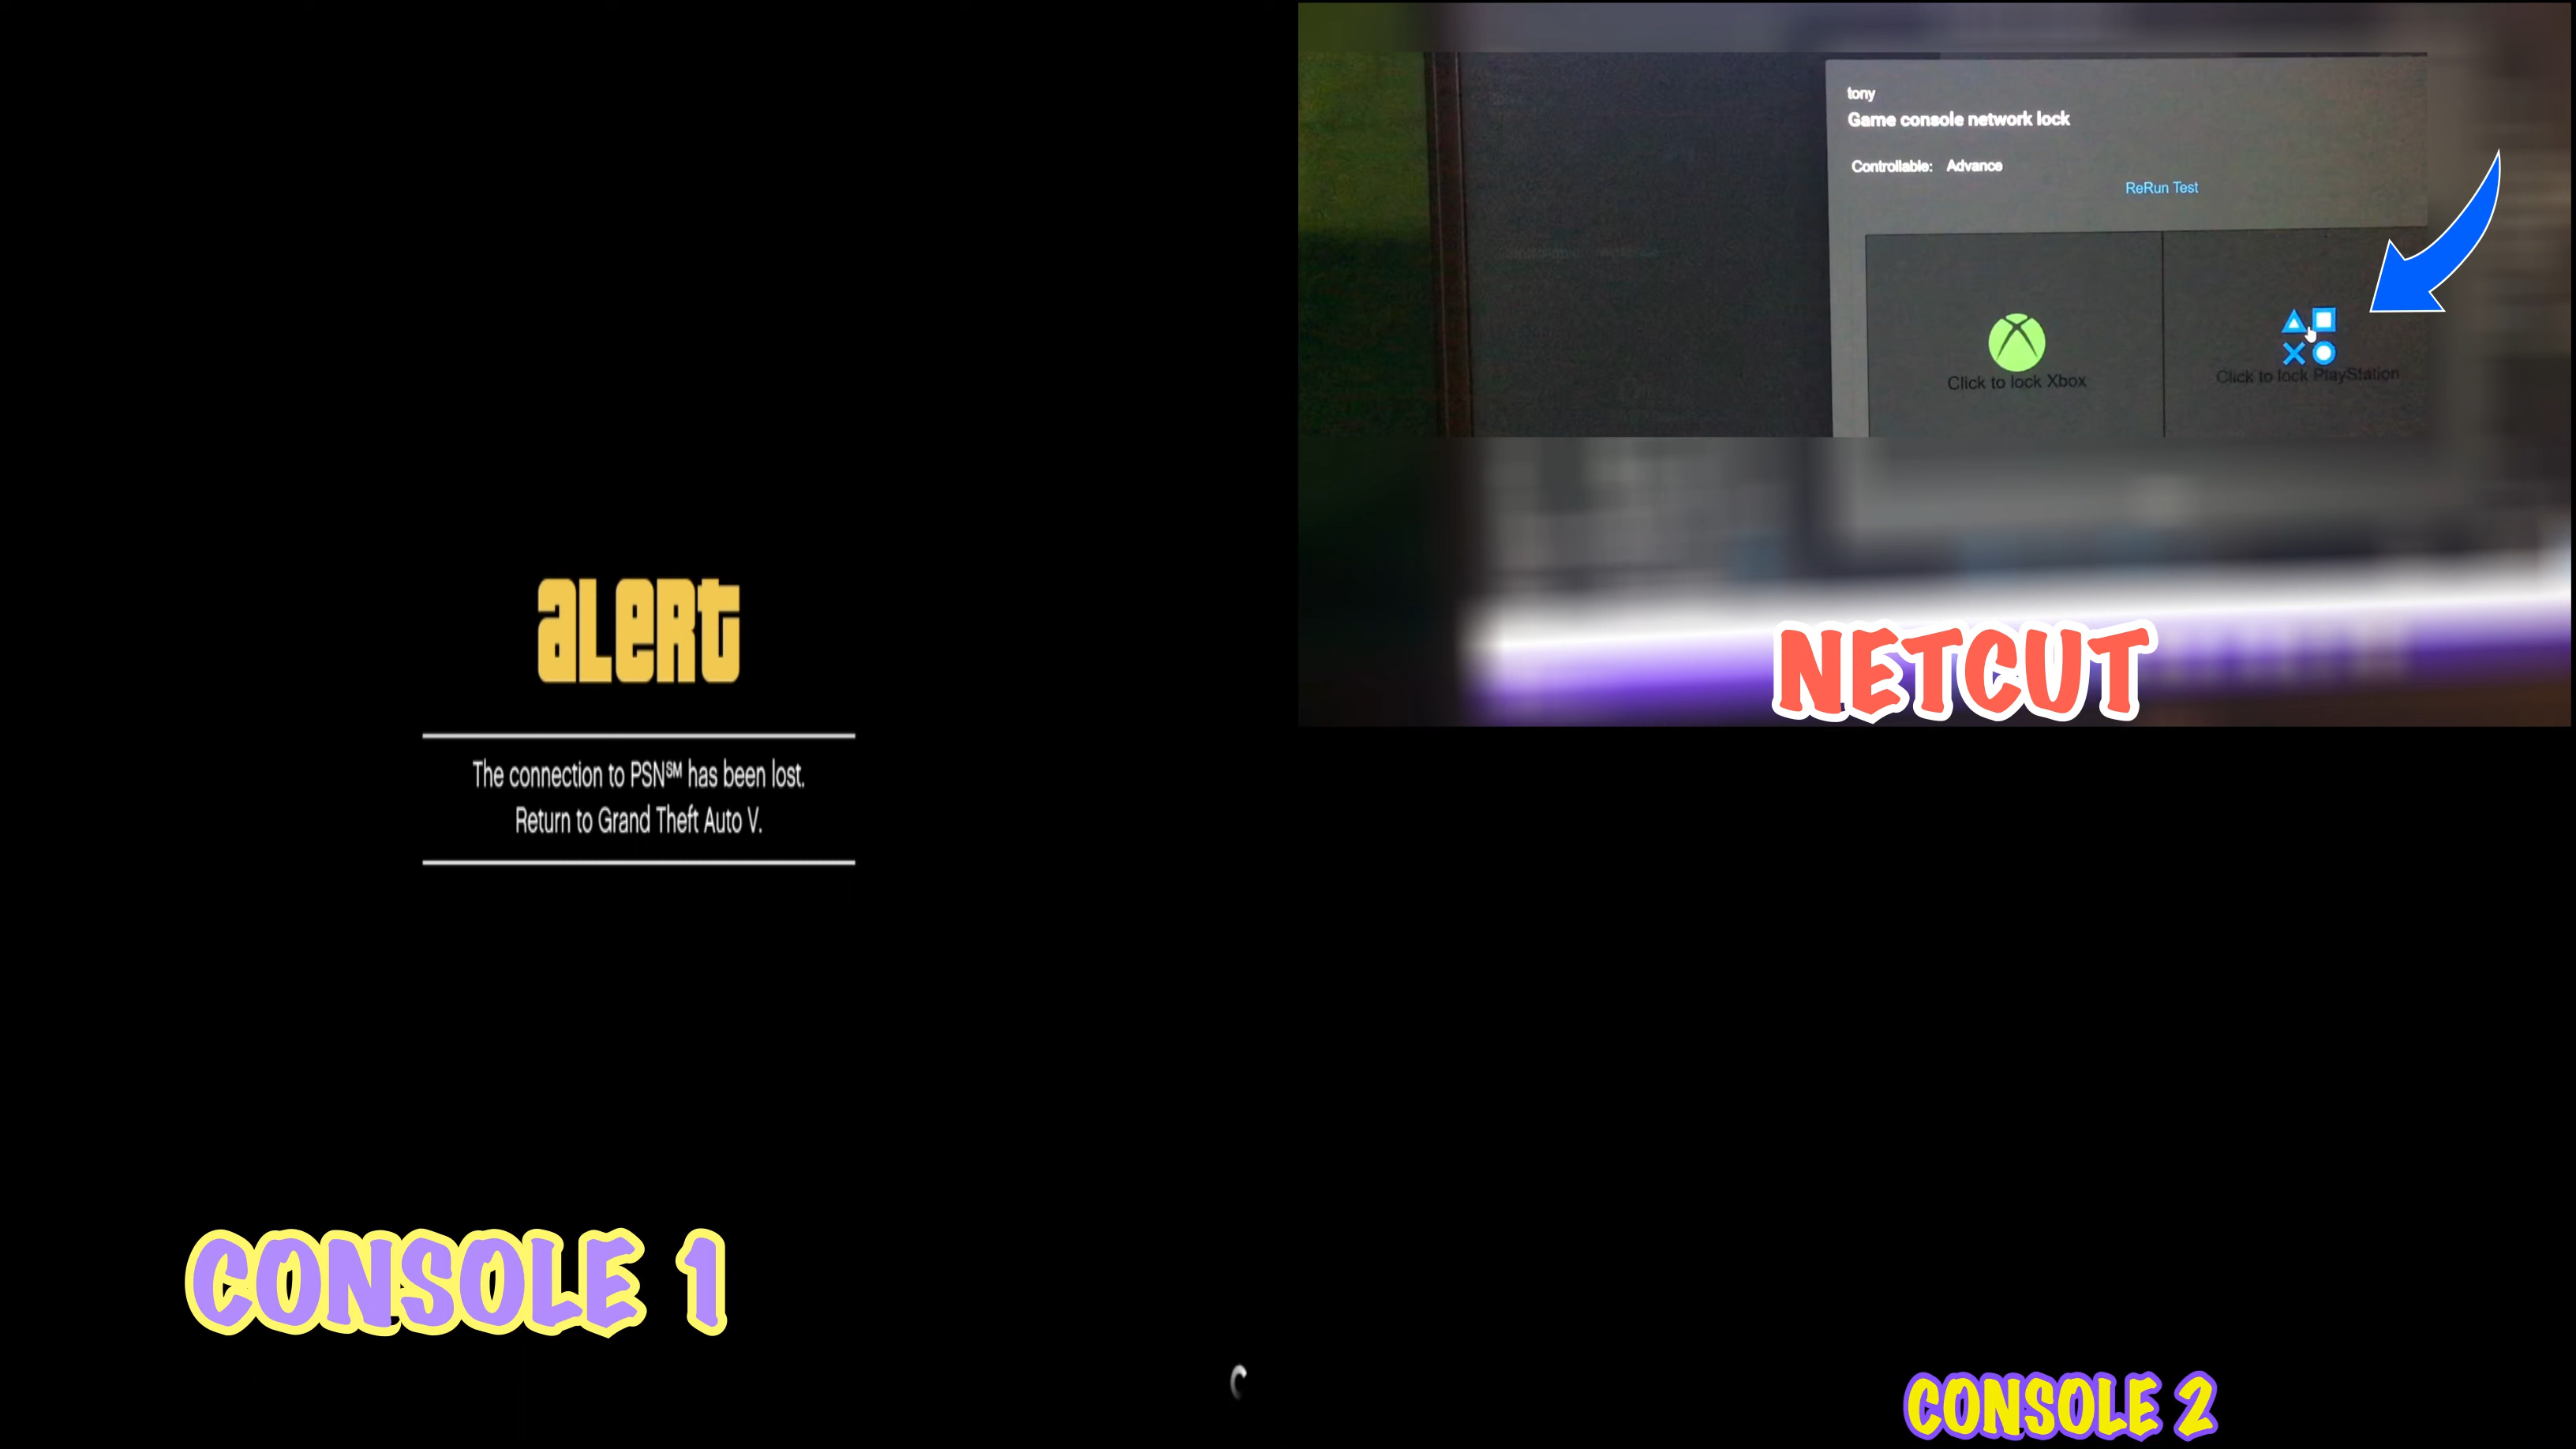 tony
Game console network lock
Controllable: Advance
ReRun Test
Click to lock Xbox
Click to lock PlayStation
NETCUT
alert
The connection to PSN℠ has been lost.
Return to Grand Theft Auto V.
CONSOLE 1
CONSOLE 2